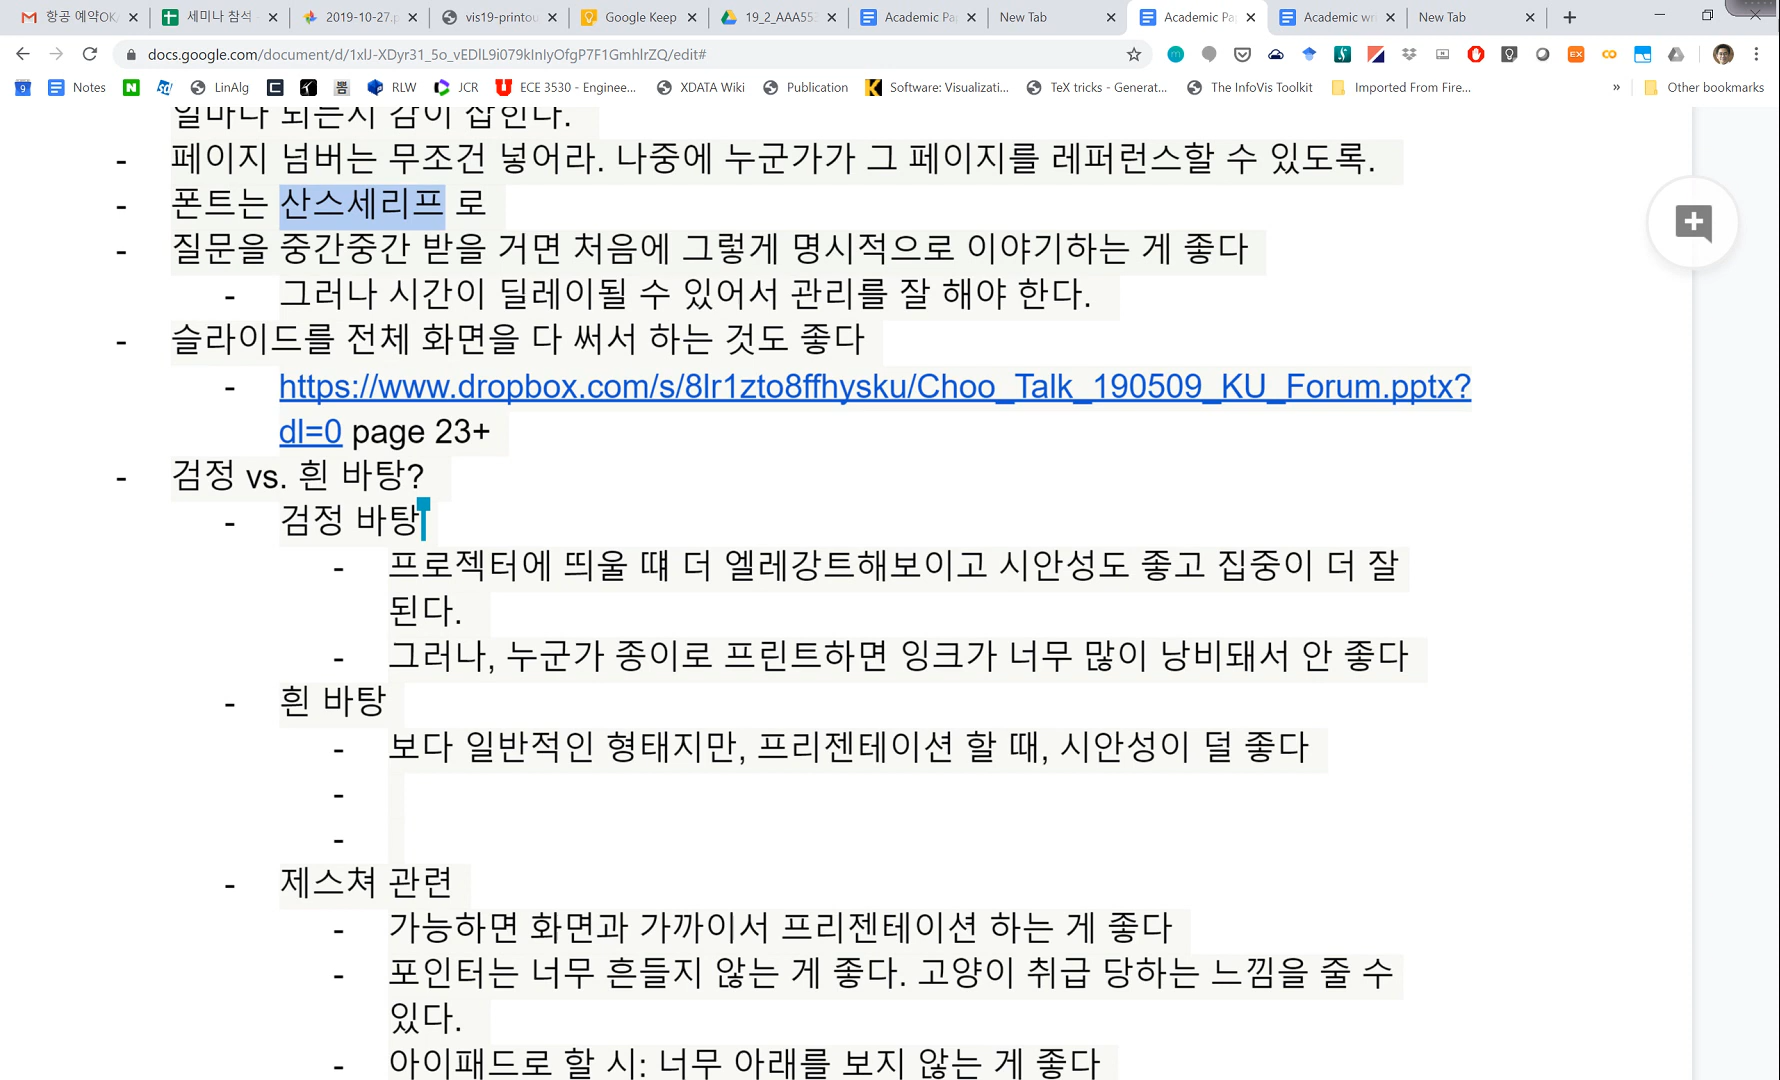 항공 예약OK
세미나 참석
2019-10-27.p
vis19-printou
Google Keep
19_2_AAA55
Academic Pa
New Tab
Academic Pa
Academic wr
New Tab
docs.google.com/document/d/1xlJ-XDyr31_5o_vEDlL9i079kInIyOfgP7F1GmhlrZQ/edit#
Notes
LinAlg
RLW
JCR
ECE 3530 - Enginee...
XDATA Wiki
Publication
Software: Visualizati...
TeX tricks - Generat...
The InfoVis Toolkit
Imported From Fire...
»
Other bookmarks
얼마나 되는지 감이 잡힌다.
- 페이지 넘버는 무조건 넣어라. 나중에 누군가가 그 페이지를 레퍼런스할 수 있도록.
- 폰트는 산스세리프 로
- 질문을 중간중간 받을 거면 처음에 그렇게 명시적으로 이야기하는 게 좋다
- 그러나 시간이 딜레이될 수 있어서 관리를 잘 해야 한다.
- 슬라이드를 전체 화면을 다 써서 하는 것도 좋다
- https://www.dropbox.com/s/8lr1zto8ffhysku/Choo_Talk_190509_KU_Forum.pptx?
dl=0 page 23+
- 검정 vs. 흰 바탕?
- 검정 바탕
- 프로젝터에 띄울 떄 더 엘레강트해보이고 시안성도 좋고 집중이 더 잘
된다.
- 그러나, 누군가 종이로 프린트하면 잉크가 너무 많이 낭비돼서 안 좋다
- 흰 바탕
- 보다 일반적인 형태지만, 프리젠테이션 할 때, 시안성이 덜 좋다
-
-
- 제스쳐 관련
- 가능하면 화면과 가까이서 프리젠테이션 하는 게 좋다
- 포인터는 너무 흔들지 않는 게 좋다. 고양이 취급 당하는 느낌을 줄 수
있다.
- 아이패드로 할 시: 너무 아래를 보지 않는 게 좋다